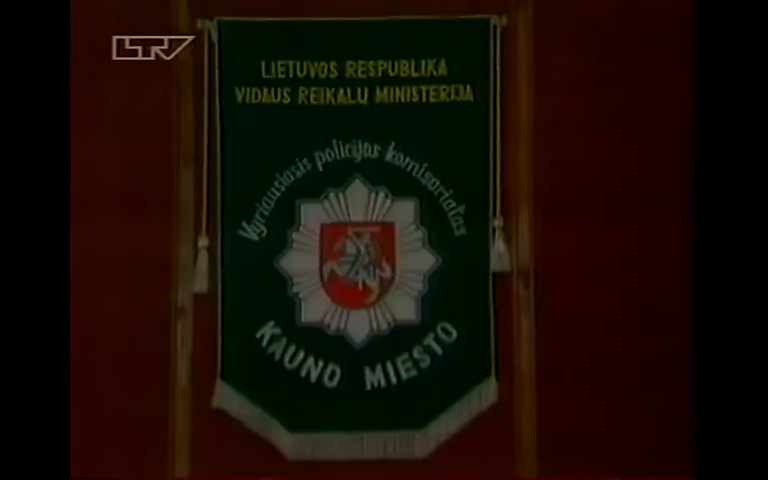 LTV
LIETUVOS RESPUBLIKA
VIDAUS REIKALŲ MINISTERIJA
Vyriausiasis policijos komisariatas
KAUNO MIESTO